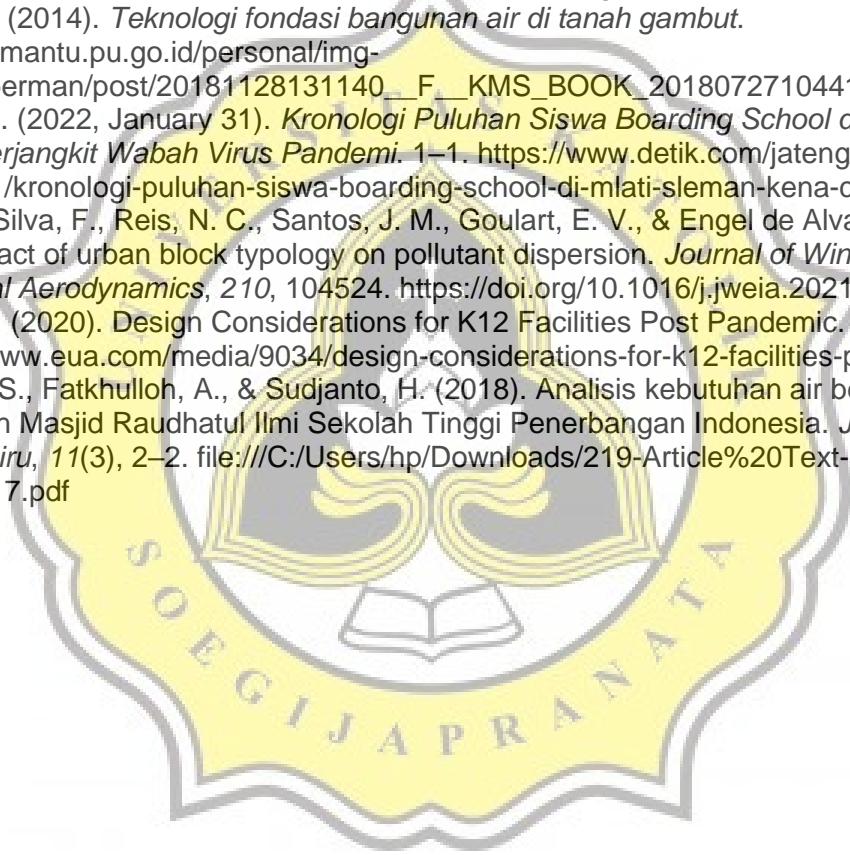 (2014). Teknologi fondasi bangunan air di tanah gambut.
mantu.pu.go.id/personal/img-
erman/post/20181128131140__F__KMS_BOOK_201807271044
. (2022, January 31). Kronologi Puluhan Siswa Boarding School
erjangkit Wabah Virus Pandemi. 1–1. https://www.detik.com/jateng
/kronologi-puluhan-siswa-boarding-school-di-mlati-sleman-kena-
Silva, F., Reis, N. C., Santos, J. M., Goulart, E. V., & Engel de Alva
act of urban block typology on pollutant dispersion. Journal of Win
al Aerodynamics, 210, 104524. https://doi.org/10.1016/j.jweia.2021
(2020). Design Considerations for K12 Facilities Post Pandemic.
ww.eua.com/media/9034/design-considerations-for-k12-facilities-p
S., Fatkhulloh, A., & Sudjanto, H. (2018). Analisis kebutuhan air be
n Masjid Raudhatul Ilmi Sekolah Tinggi Penerbangan Indonesia. J
iru, 11(3), 2–2. file:///C:/Users/hp/Downloads/219-Article%20Text-
7.pdf
UNIVERSITAS KATOLIK
SOEGIJAPRANATA